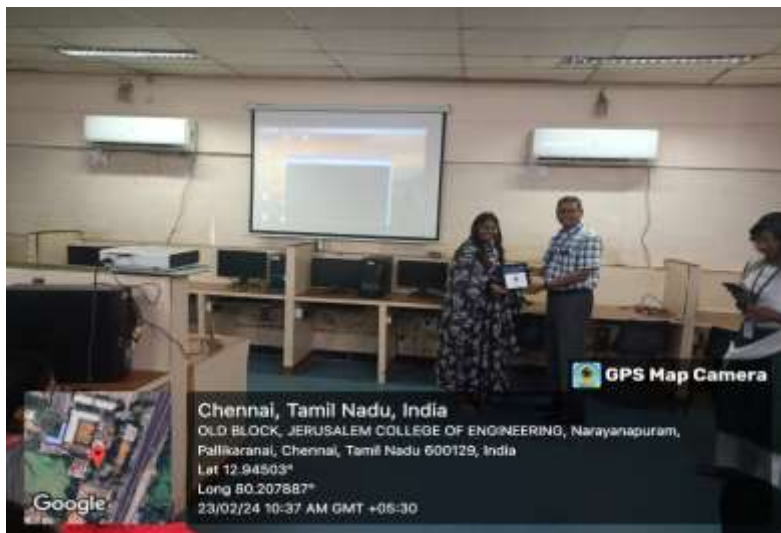 GPS Map Camera
Chennai, Tamil Nadu, India
OLD BLOCK, JERUSALEM COLLEGE OF ENGINEERING, Narayanapuram,
Pallikaranai, Chennai, Tamil Nadu 600129, India
Lat 12.94503°
Long 80.207887°
23/02/24 10:37 AM GMT +05:30
Google